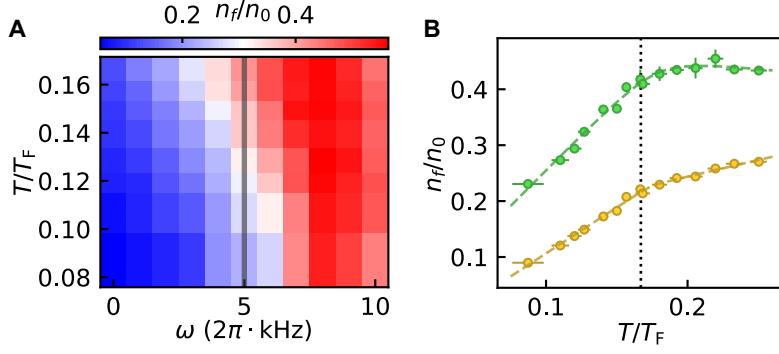 A
0.2 n_f/n_0 0.4
B
T/T_F
0.16
0.14
0.12
0.10
0.08
0 5 10
ω (2π · kHz)
n_f/n_0
0.4
0.3
0.2
0.1
0.1 0.2
T/T_F